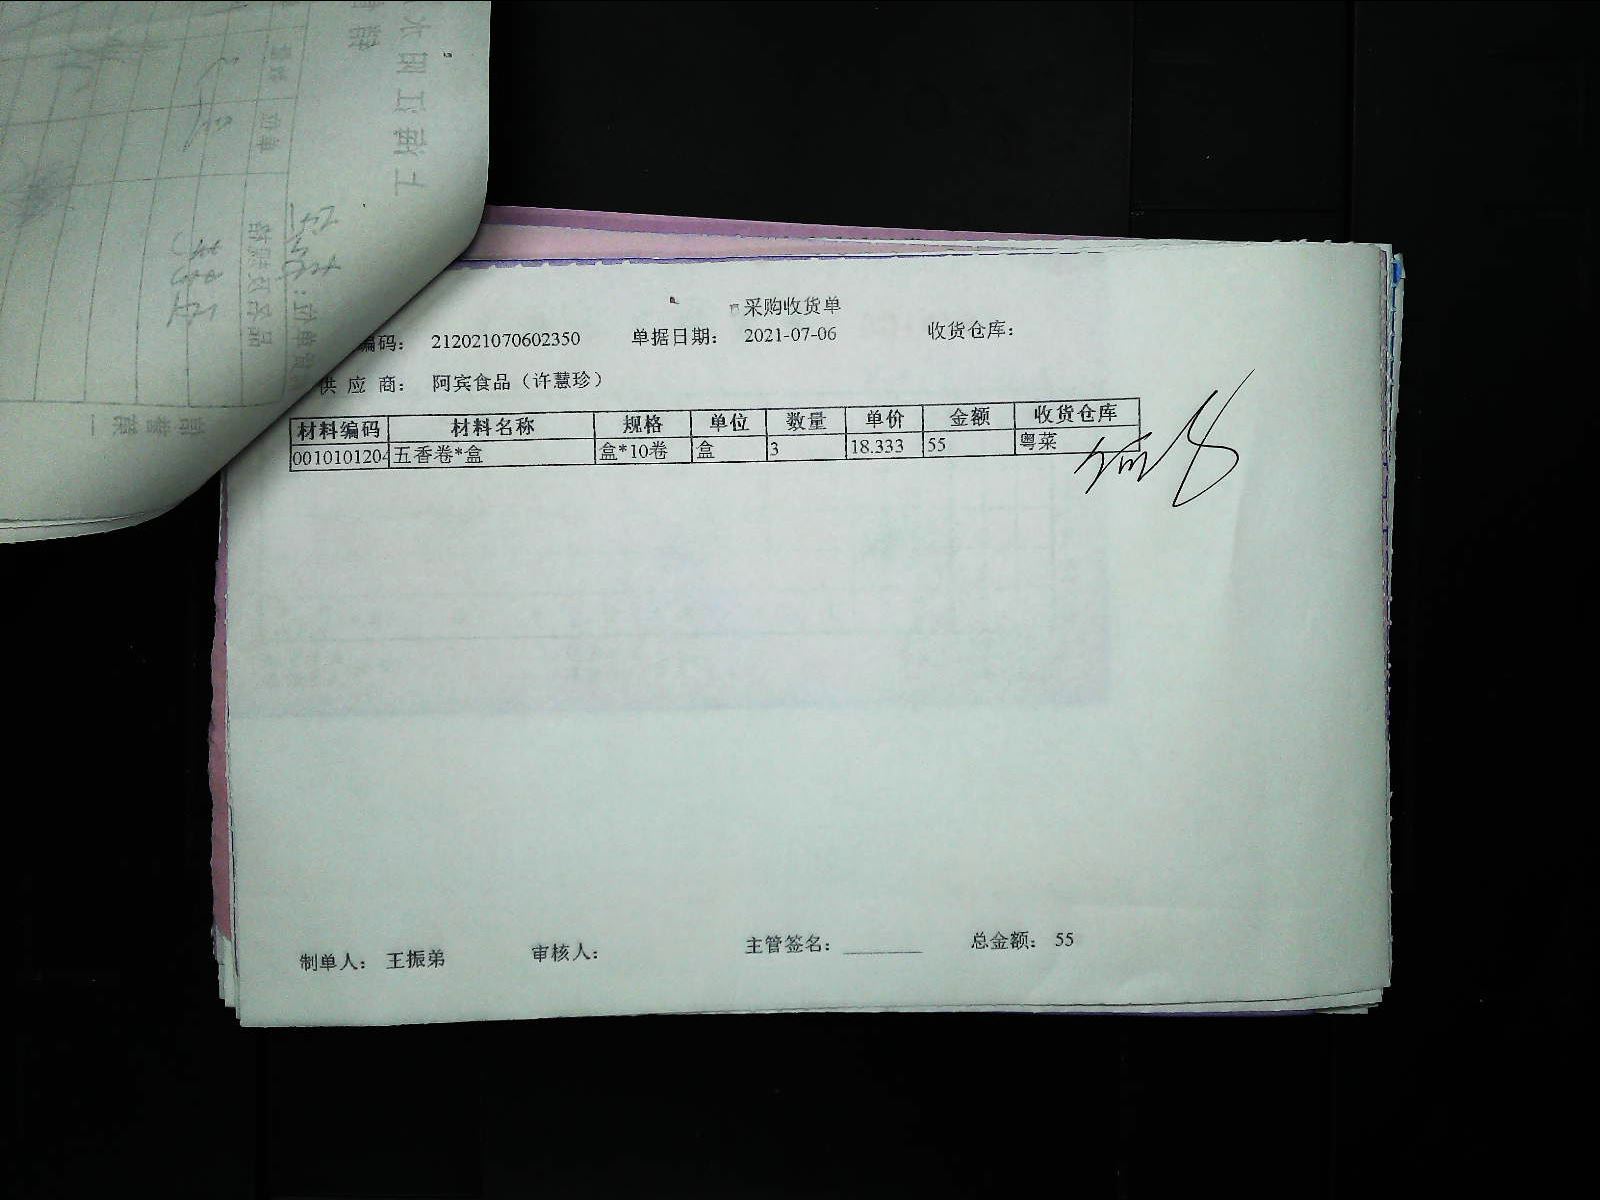 采购收货单
编码： 212021070602350 单据日期： 2021-07-06 收货仓库：
供 应 商： 阿宾食品（许慧珍）
材料编码 材料名称 规格 单位 数量 单价 金额 收货仓库
0010101204 五香卷*盒 盒*10卷 盒 3 18.333 55 粤菜
制单人： 王振弟 审核人： 主管签名： 总金额： 55